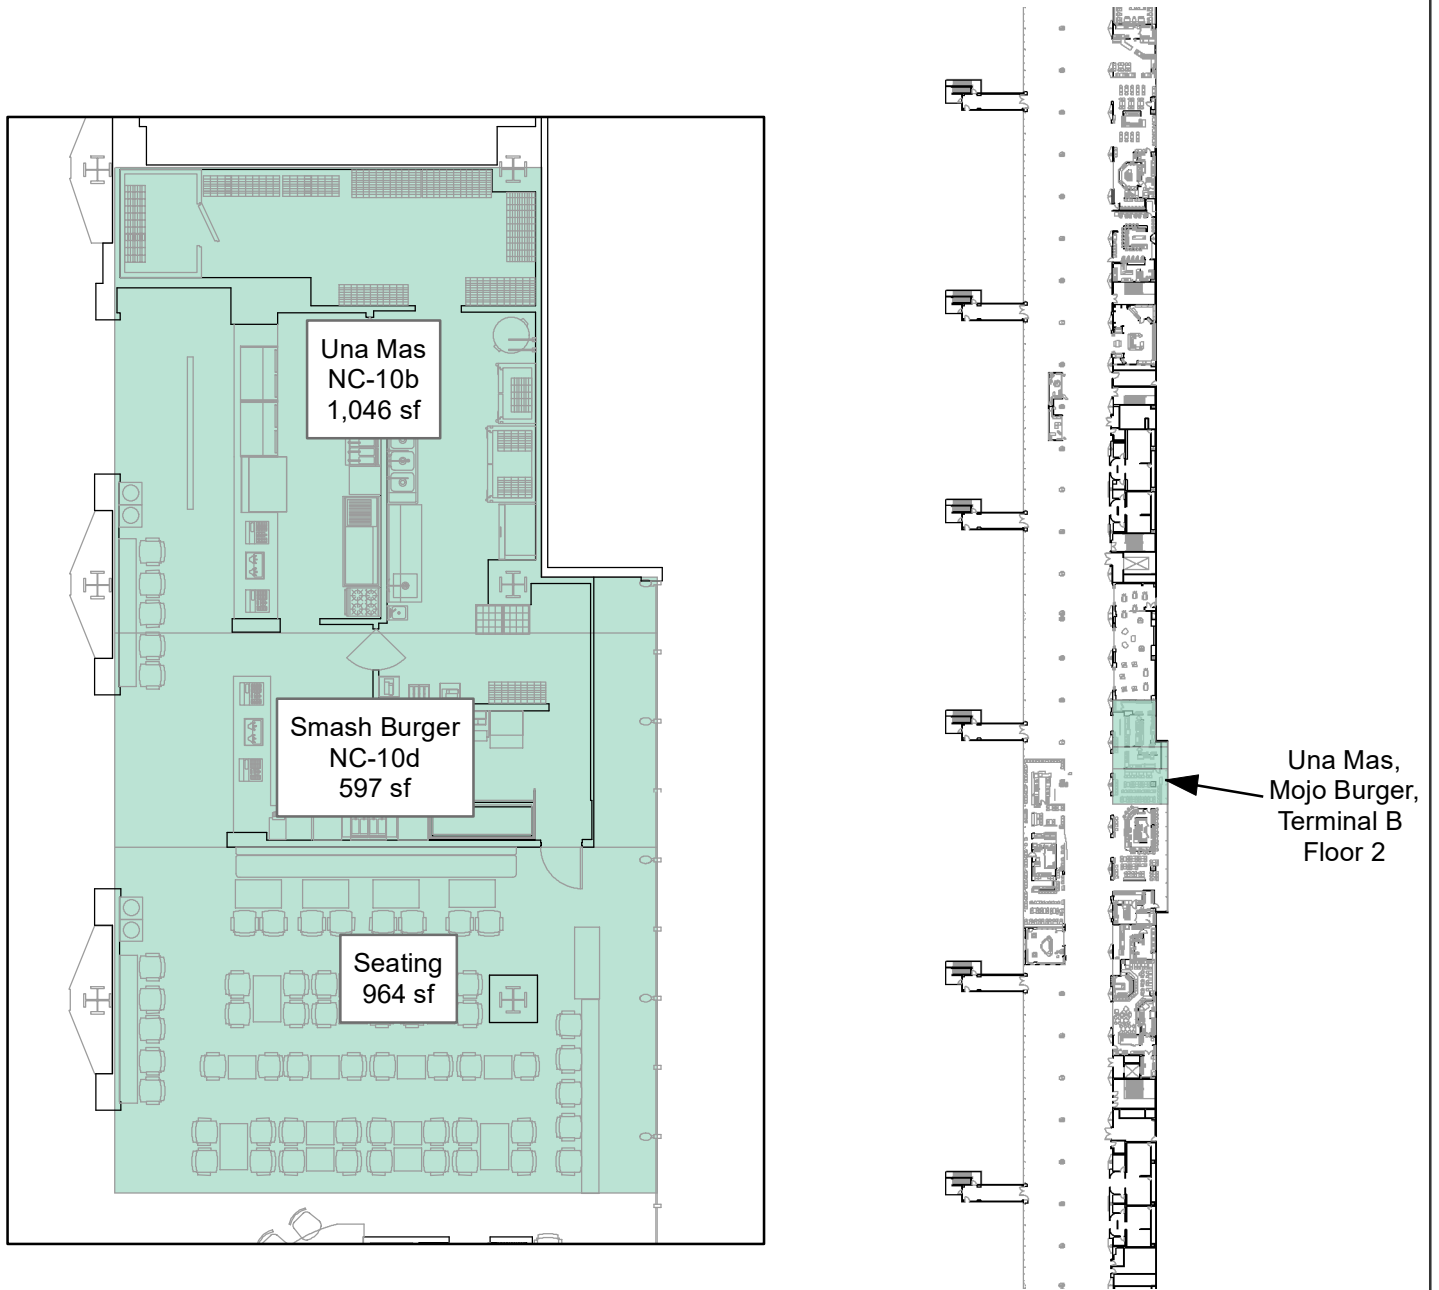 Una Mas
NC-10b
1,046 sf
Smash Burger
NC-10d
597 sf
Seating
964 sf
Una Mas,
Mojo Burger,
Terminal B
Floor 2